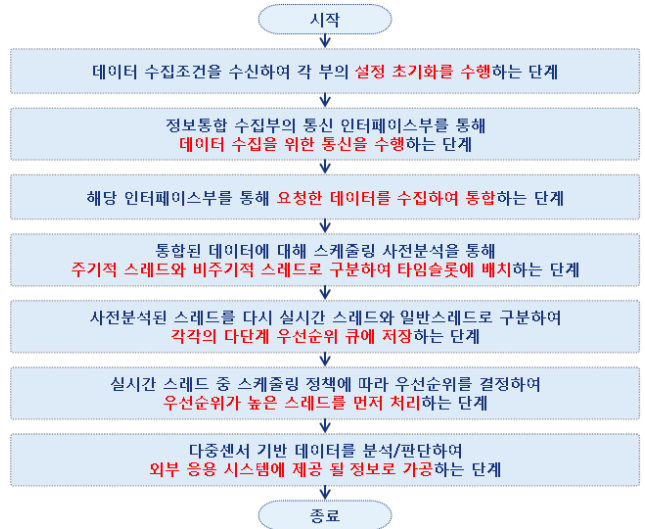 시작
데이터 수집조건을 수신하여 각 부의 설정 초기화를 수행하는 단계
정보통합 수집부의 통신 인터페이스부를 통해
데이터 수집을 위한 통신을 수행하는 단계
해당 인터페이스부를 통해 요청한 데이터를 수집하여 통합하는 단계
통합된 데이터에 대해 스케줄링 사전분석을 통해
주기적 스레드와 비주기적 스레드로 구분하여 타임슬롯에 배치하는 단계
사전분석된 스레드를 다시 실시간 스레드와 일반스레드로 구분하여
각각의 다단계 우선순위 큐에 저장하는 단계
실시간 스레드 중 스케줄링 정책에 따라 우선순위를 결정하여
우선순위가 높은 스레드를 먼저 처리하는 단계
다중센서 기반 데이터를 분석/판단하여
외부 응용 시스템에 제공 될 정보로 가공하는 단계
종료